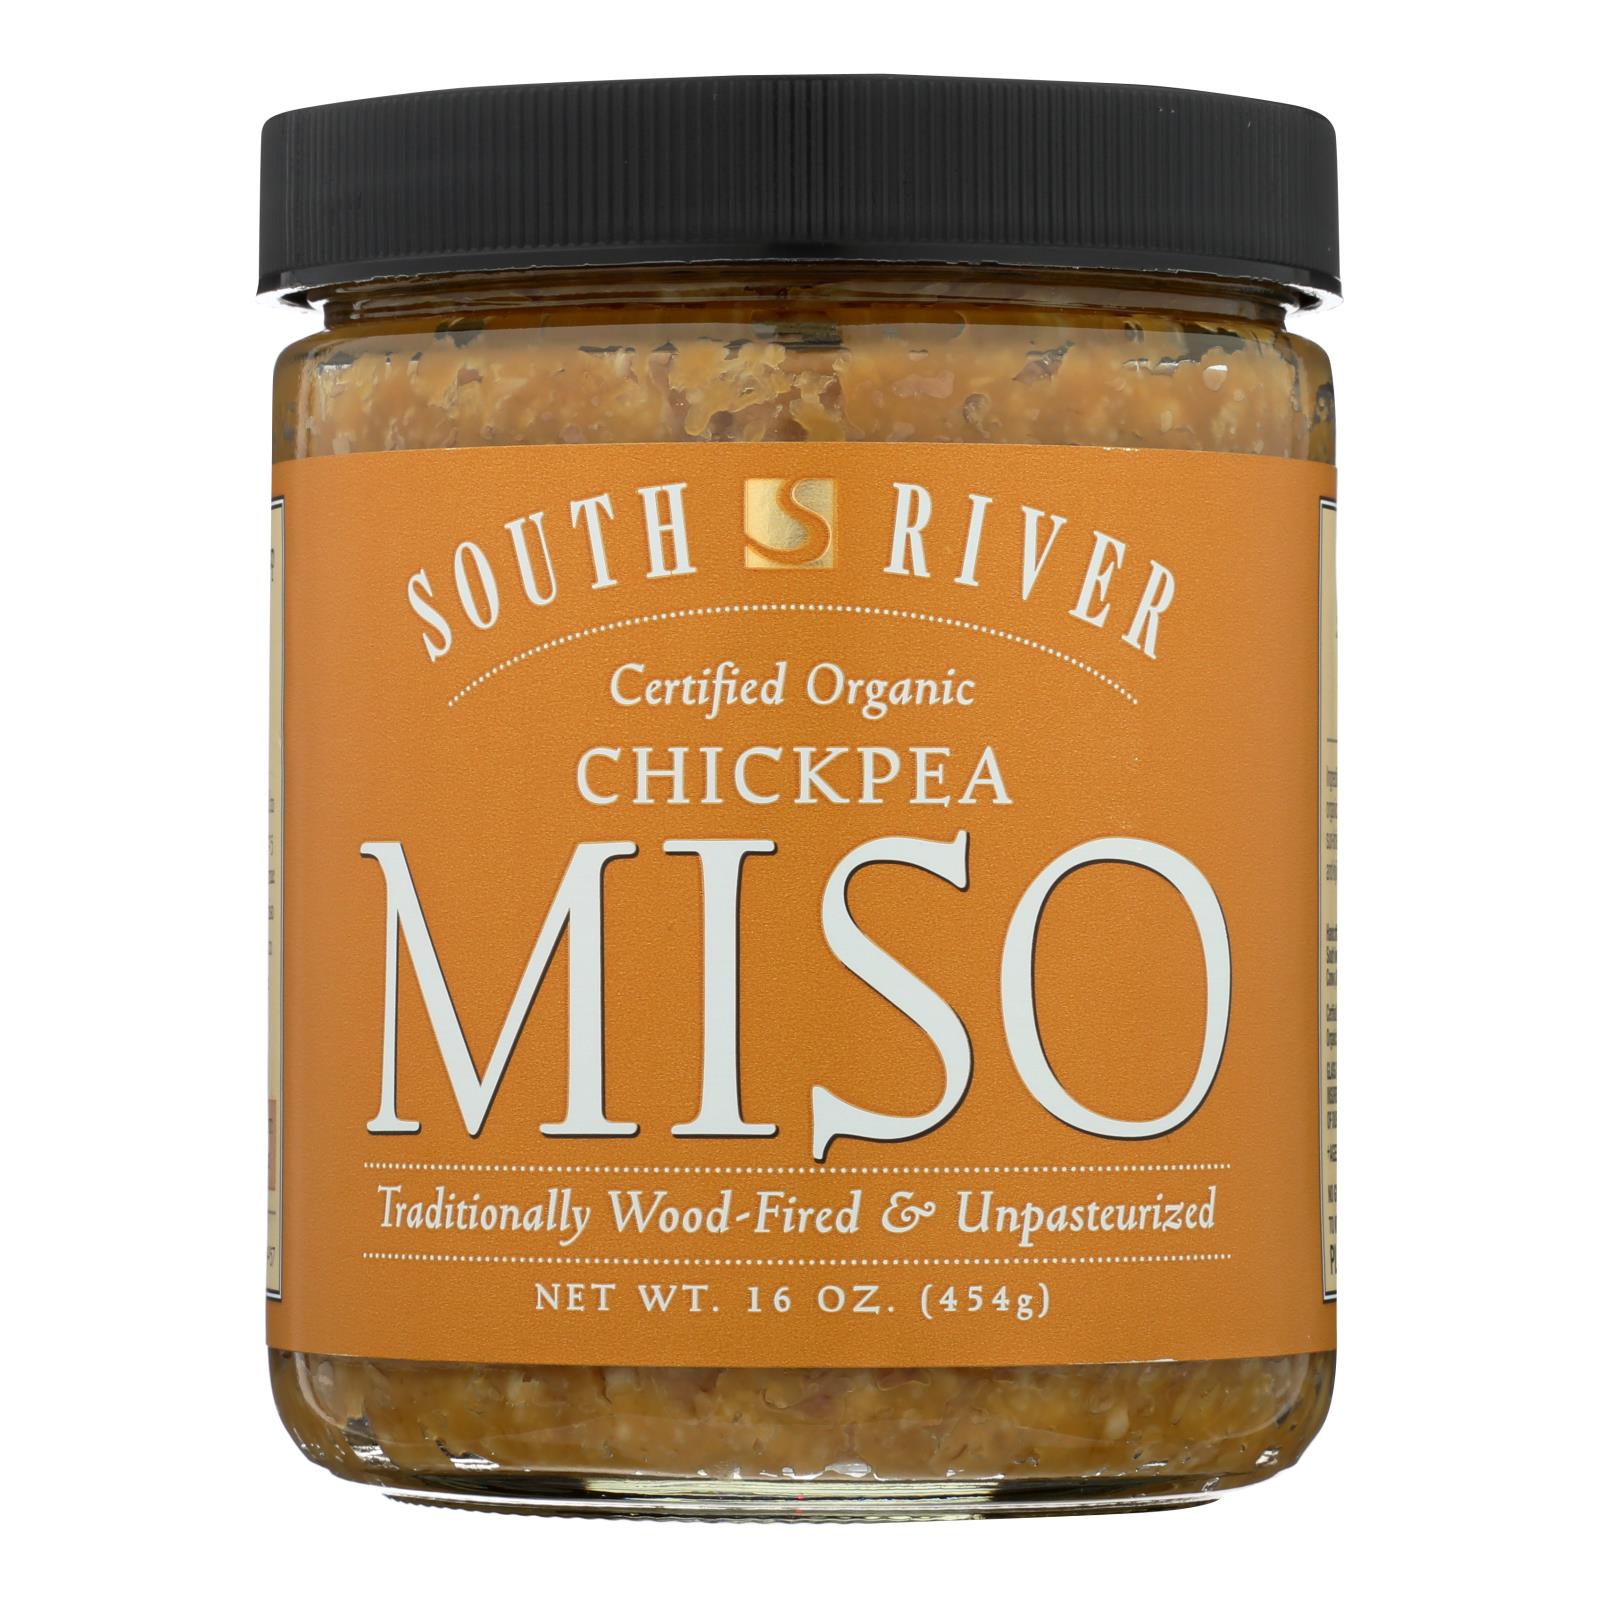 SOUTH S RIVER
Certified Organic
CHICKPEA
MISO
Traditionally Wood-Fired & Unpasteurized
NET WT. 16 OZ. (454g)